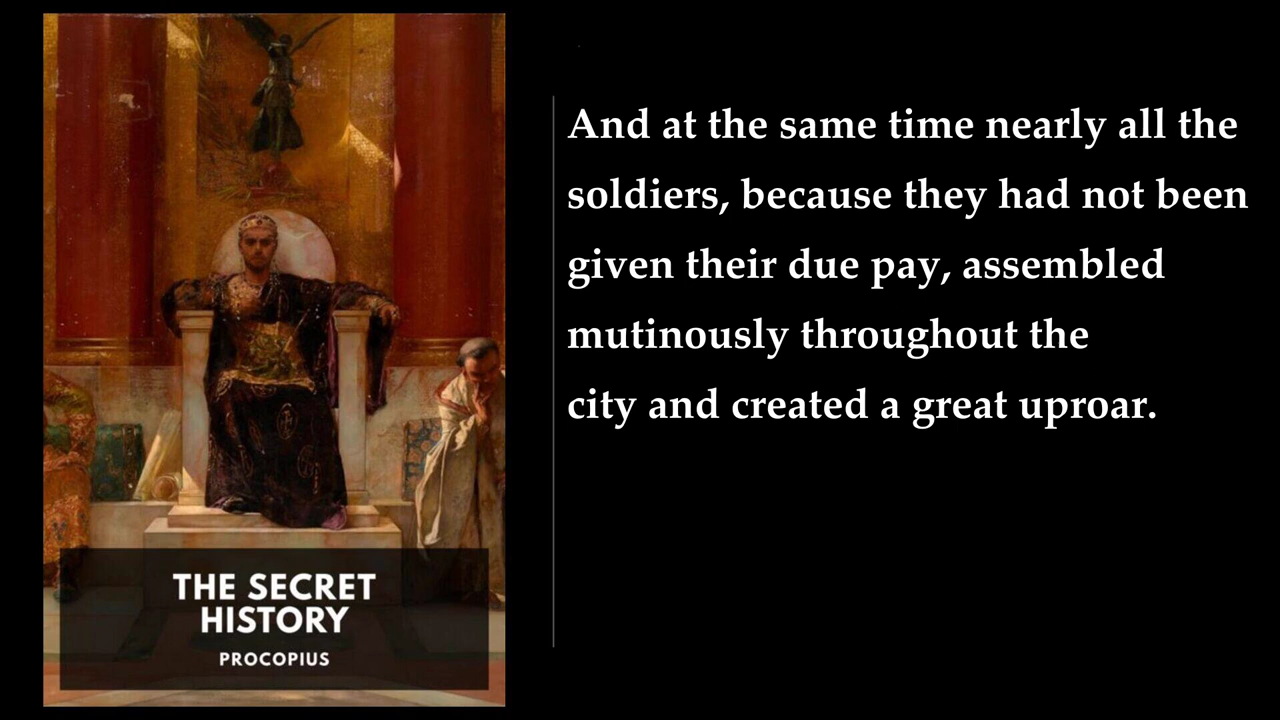 THE SECRET
HISTORY
PROCOPIUS
And at the same time nearly all the
soldiers, because they had not been
given their due pay, assembled
mutinously throughout the
city and created a great uproar.